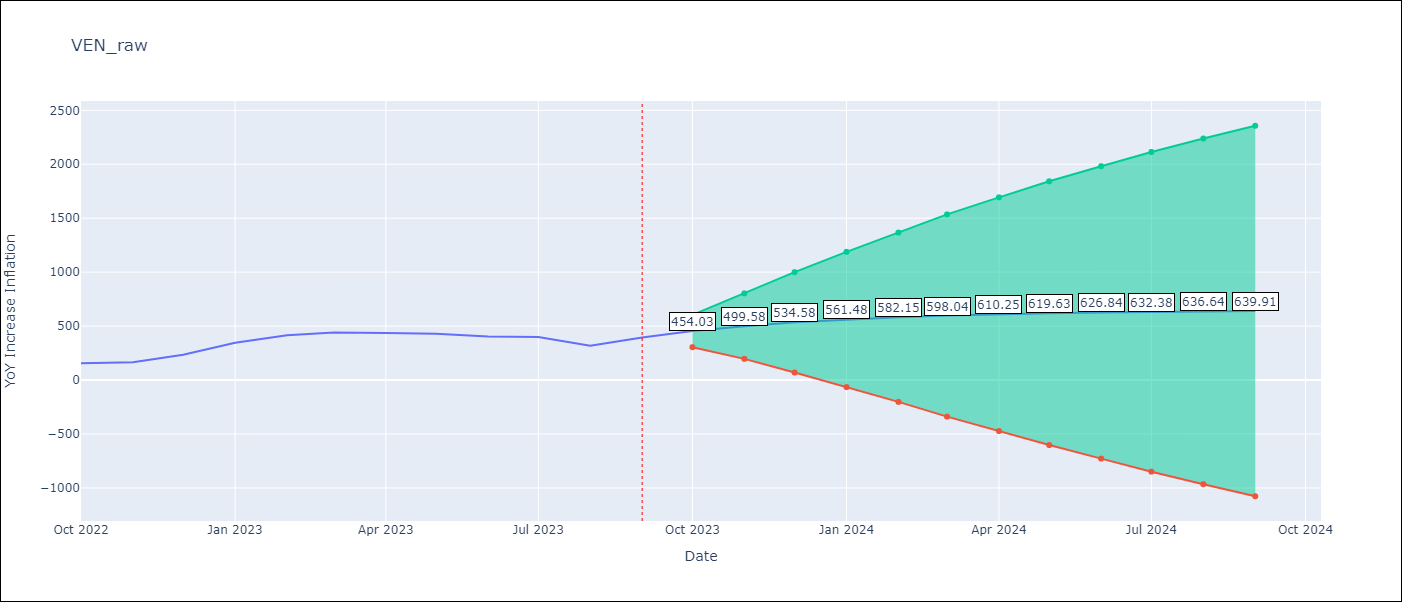 VEN_raw
2500
2000
1500
1000
500
0
−500
−1000
YoY Increase Inflation
454.03
499.58
534.58
561.48
582.15
598.04
610.25
619.63
626.84
632.38
636.64
639.91
Oct 2022
Jan 2023
Apr 2023
Jul 2023
Oct 2023
Jan 2024
Apr 2024
Jul 2024
Oct 2024
Date